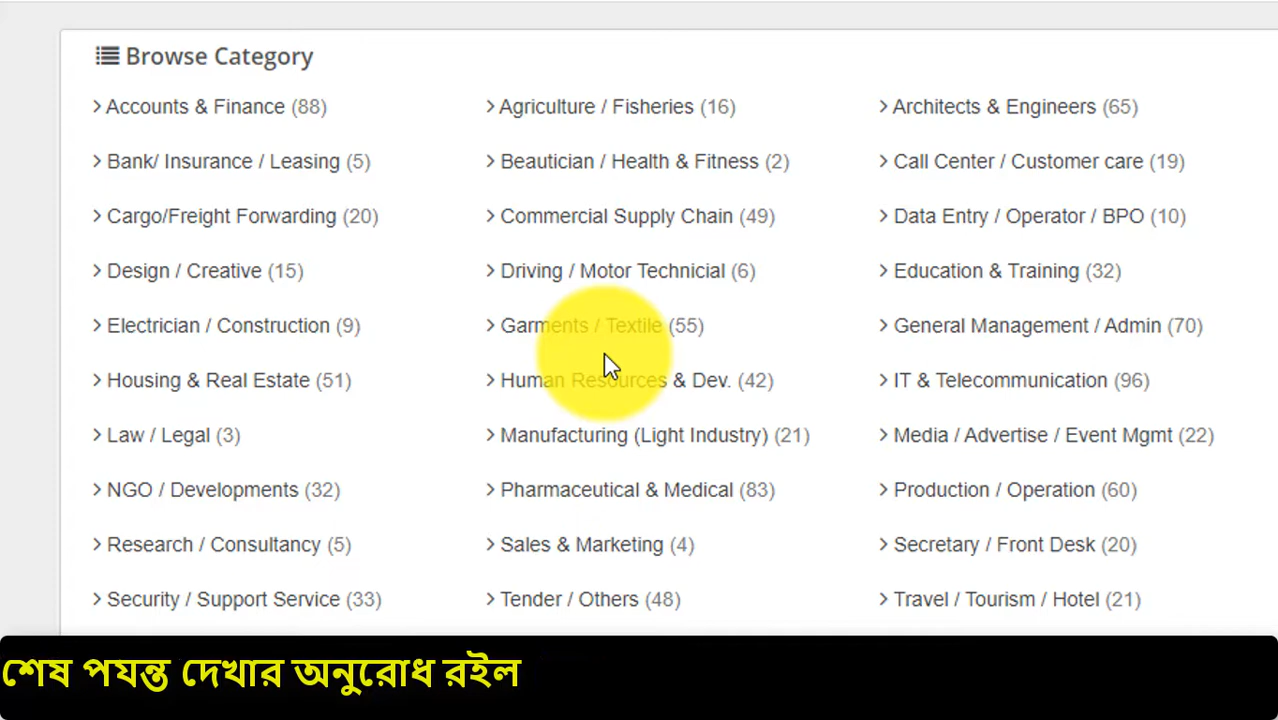 Browse Category
Accounts & Finance (88) Agriculture / Fisheries (16) Architects & Engineers (65)
Bank/ Insurance / Leasing (5) Beautician / Health & Fitness (2) Call Center / Customer care (19)
Cargo/Freight Forwarding (20) Commercial Supply Chain (49) Data Entry / Operator / BPO (10)
Design / Creative (15) Driving / Motor Technicial (6) Education & Training (32)
Electrician / Construction (9) Garments / Textile (55) General Management / Admin (70)
Housing & Real Estate (51) Human Resources & Dev. (42) IT & Telecommunication (96)
Law / Legal (3) Manufacturing (Light Industry) (21) Media / Advertise / Event Mgmt (22)
NGO / Developments (32) Pharmaceutical & Medical (83) Production / Operation (60)
Research / Consultancy (5) Sales & Marketing (4) Secretary / Front Desk (20)
Security / Support Service (33) Tender / Others (48) Travel / Tourism / Hotel (21)
শেষ পযন্ত দেখার অনুরোধ রইল